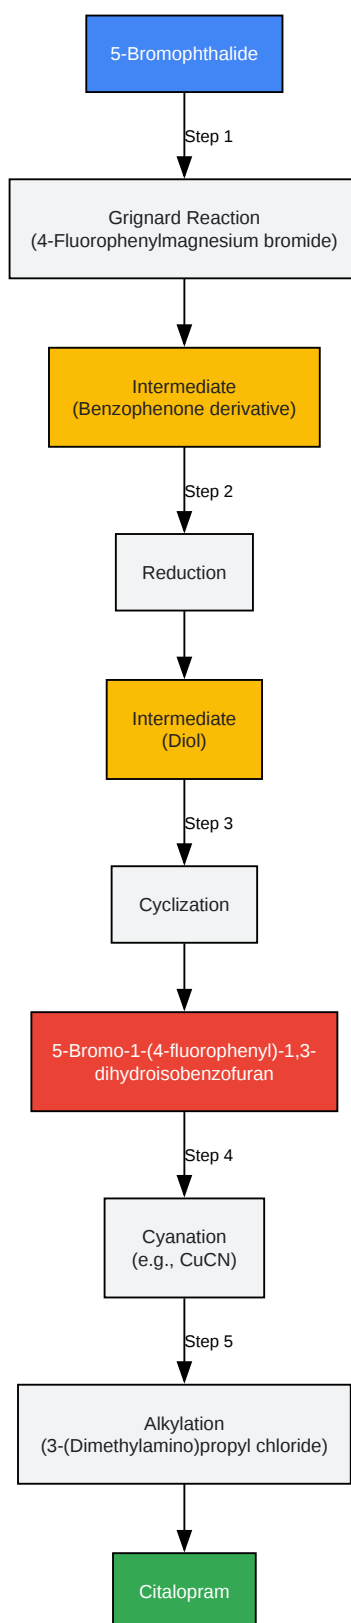 5-Bromophthalide
Step 1
Grignard Reaction
(4-Fluorophenylmagnesium bromide)
Intermediate
(Benzophenone derivative)
Step 2
Reduction
Intermediate
(Diol)
Step 3
Cyclization
5-Bromo-1-(4-fluorophenyl)-1,3-
dihydroisobenzofuran
Step 4
Cyanation
(e.g., CuCN)
Step 5
Alkylation
(3-(Dimethylamino)propyl chloride)
Citalopram